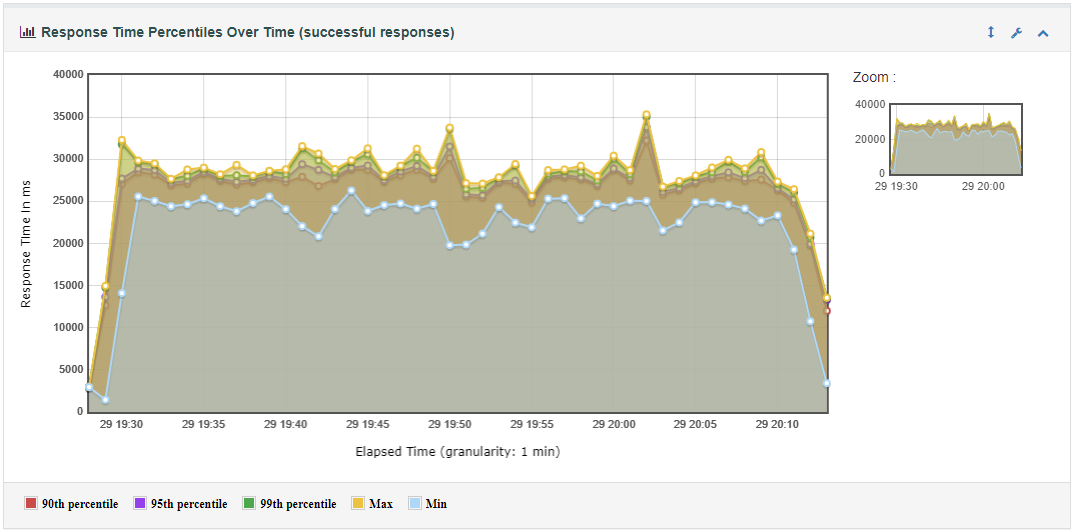 Response Time Percentiles Over Time (successful responses)
Zoom :
40000
35000
30000
25000
20000
15000
10000
5000
0
Response Time in ms
29 19:30 29 19:35 29 19:40 29 19:45 29 19:50 29 19:55 29 20:00 29 20:05 29 20:10
Elapsed Time (granularity: 1 min)
40000
20000
0
29 19:30 29 20:00
90th percentile 95th percentile 99th percentile Max Min